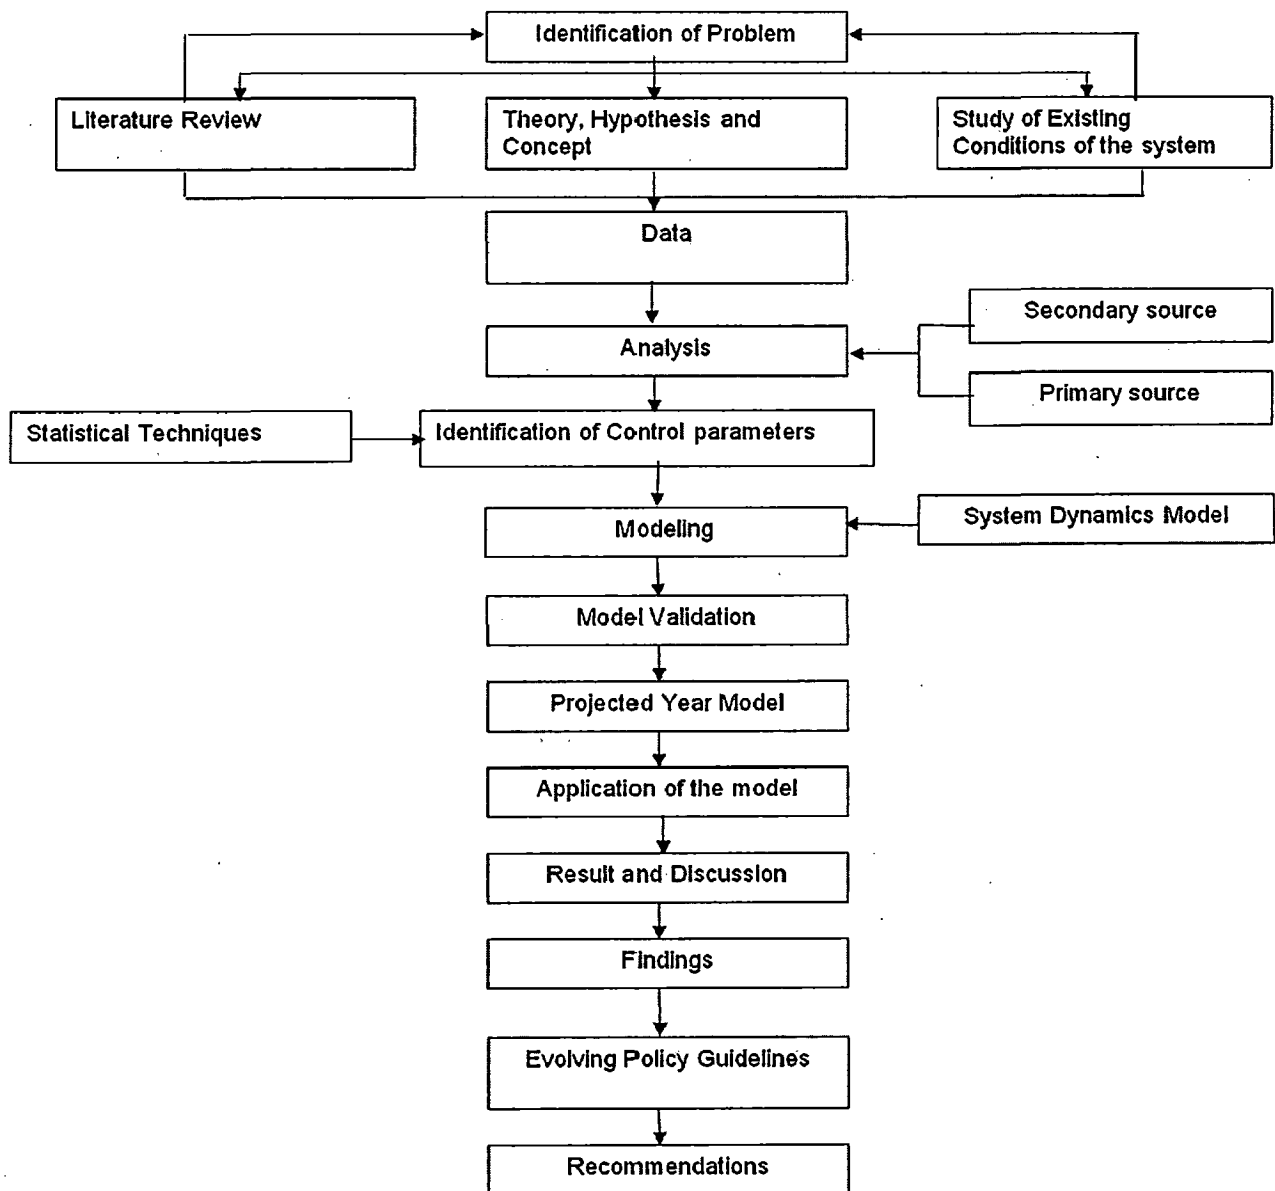 Identification of Problem
Literature Review
Theory, Hypothesis and
Concept
Study of Existing
Conditions of the system
Data
Secondary source
Analysis
Primary source
Statistical Techniques
Identification of Control parameters
System Dynamics Model
Modeling
Model Validation
Projected Year Model
Application of the model
Result and Discussion
Findings
Evolving Policy Guidelines
Recommendations